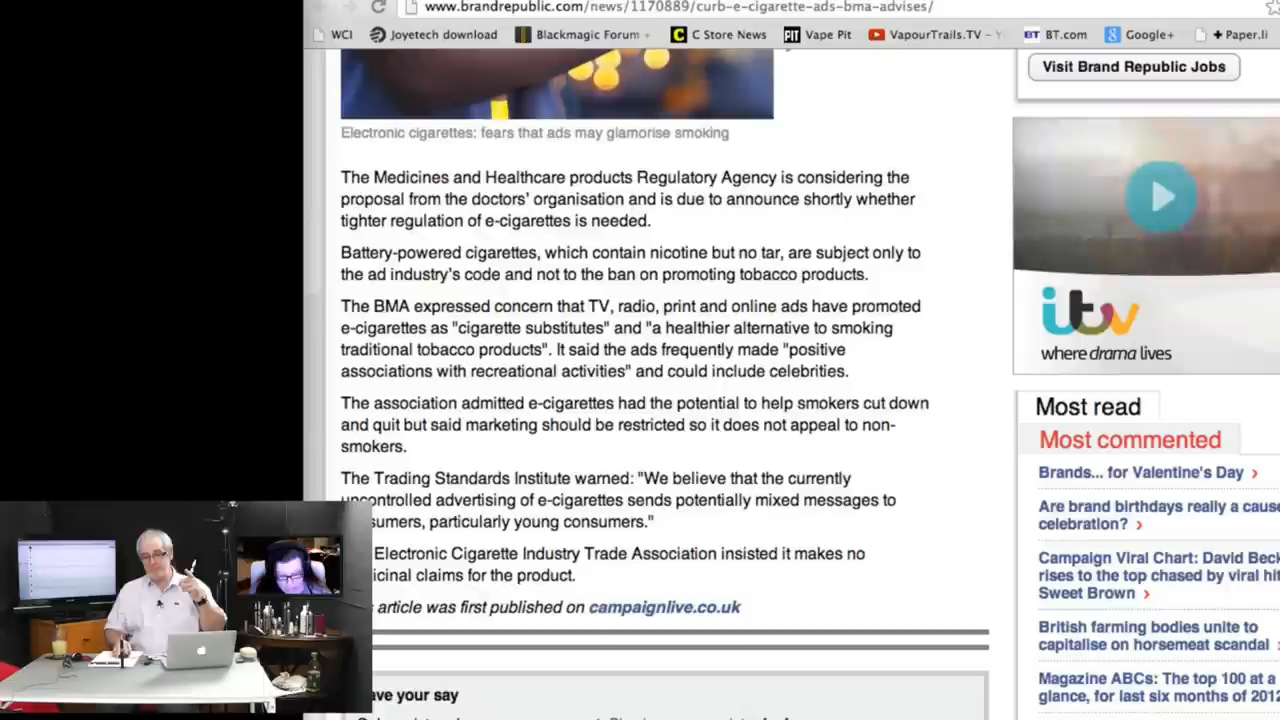 www.brandrepublic.com/news/1170889/curb-e-cigarette-ads-bma-advises/
WCI Joyetech download Blackmagic Forum C Store News Vape Pit VapourTrails.TV BT.com Google+ Paper.li
Visit Brand Republic Jobs
Electronic cigarettes: fears that ads may glamorise smoking
The Medicines and Healthcare products Regulatory Agency is considering the
proposal from the doctors' organisation and is due to announce shortly whether
tighter regulation of e-cigarettes is needed.
Battery-powered cigarettes, which contain nicotine but no tar, are subject only to
the ad industry's code and not to the ban on promoting tobacco products.
The BMA expressed concern that TV, radio, print and online ads have promoted
e-cigarettes as "cigarette substitutes" and "a healthier alternative to smoking
traditional tobacco products". It said the ads frequently made "positive
associations with recreational activities" and could include celebrities.
The association admitted e-cigarettes had the potential to help smokers cut down
and quit but said marketing should be restricted so it does not appeal to non-
smokers.
The Trading Standards Institute warned: "We believe that the currently
uncontrolled advertising of e-cigarettes sends potentially mixed messages to
sumers, particularly young consumers."
Electronic Cigarette Industry Trade Association insisted it makes no
icinal claims for the product.
article was first published on campaignlive.co.uk
ave your say
itv
where drama lives
Most read
Most commented
Brands... for Valentine's Day
Are brand birthdays really a cause
celebration?
Campaign Viral Chart: David Beck
rises to the top chased by viral hit
Sweet Brown
British farming bodies unite to
capitalise on horsemeat scandal
Magazine ABCs: The top 100 at a
glance, for last six months of 2012